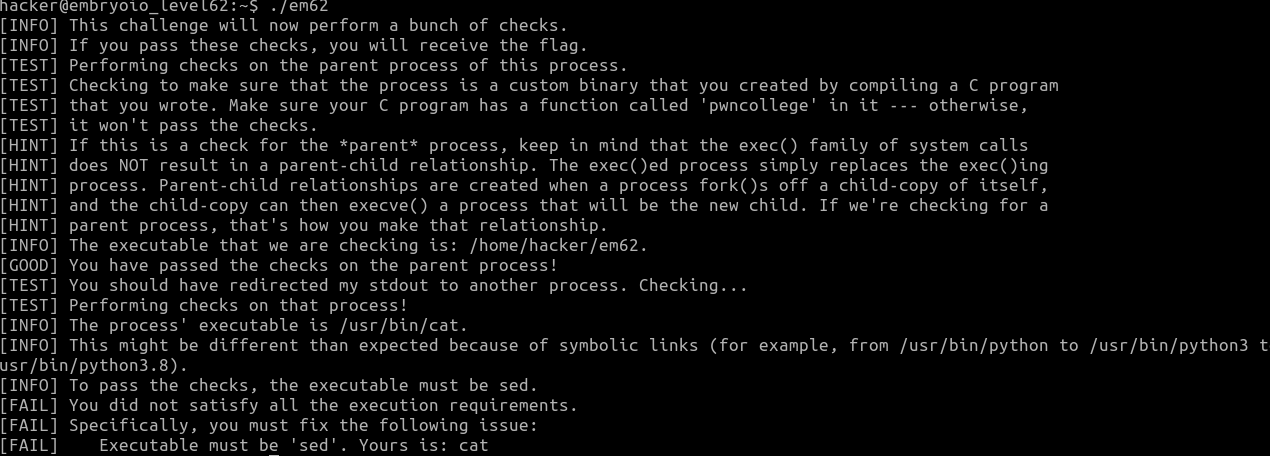 hacker@embryoio_level62:~$ ./em62
[INFO] This challenge will now perform a bunch of checks.
[INFO] If you pass these checks, you will receive the flag.
[TEST] Performing checks on the parent process of this process.
[TEST] Checking to make sure that the process is a custom binary that you created by compiling a C program
[TEST] that you wrote. Make sure your C program has a function called 'pwncollege' in it --- otherwise,
[TEST] it won't pass the checks.
[HINT] If this is a check for the *parent* process, keep in mind that the exec() family of system calls
[HINT] does NOT result in a parent-child relationship. The exec()ed process simply replaces the exec()ing
[HINT] process. Parent-child relationships are created when a process fork()s off a child-copy of itself,
[HINT] and the child-copy can then execve() a process that will be the new child. If we're checking for a
[HINT] parent process, that's how you make that relationship.
[INFO] The executable that we are checking is: /home/hacker/em62.
[GOOD] You have passed the checks on the parent process!
[TEST] You should have redirected my stdout to another process. Checking...
[TEST] Performing checks on that process!
[INFO] The process' executable is /usr/bin/cat.
[INFO] This might be different than expected because of symbolic links (for example, from /usr/bin/python to /usr/bin/python3 t
usr/bin/python3.8).
[INFO] To pass the checks, the executable must be sed.
[FAIL] You did not satisfy all the execution requirements.
[FAIL] Specifically, you must fix the following issue:
[FAIL]    Executable must be 'sed'. Yours is: cat